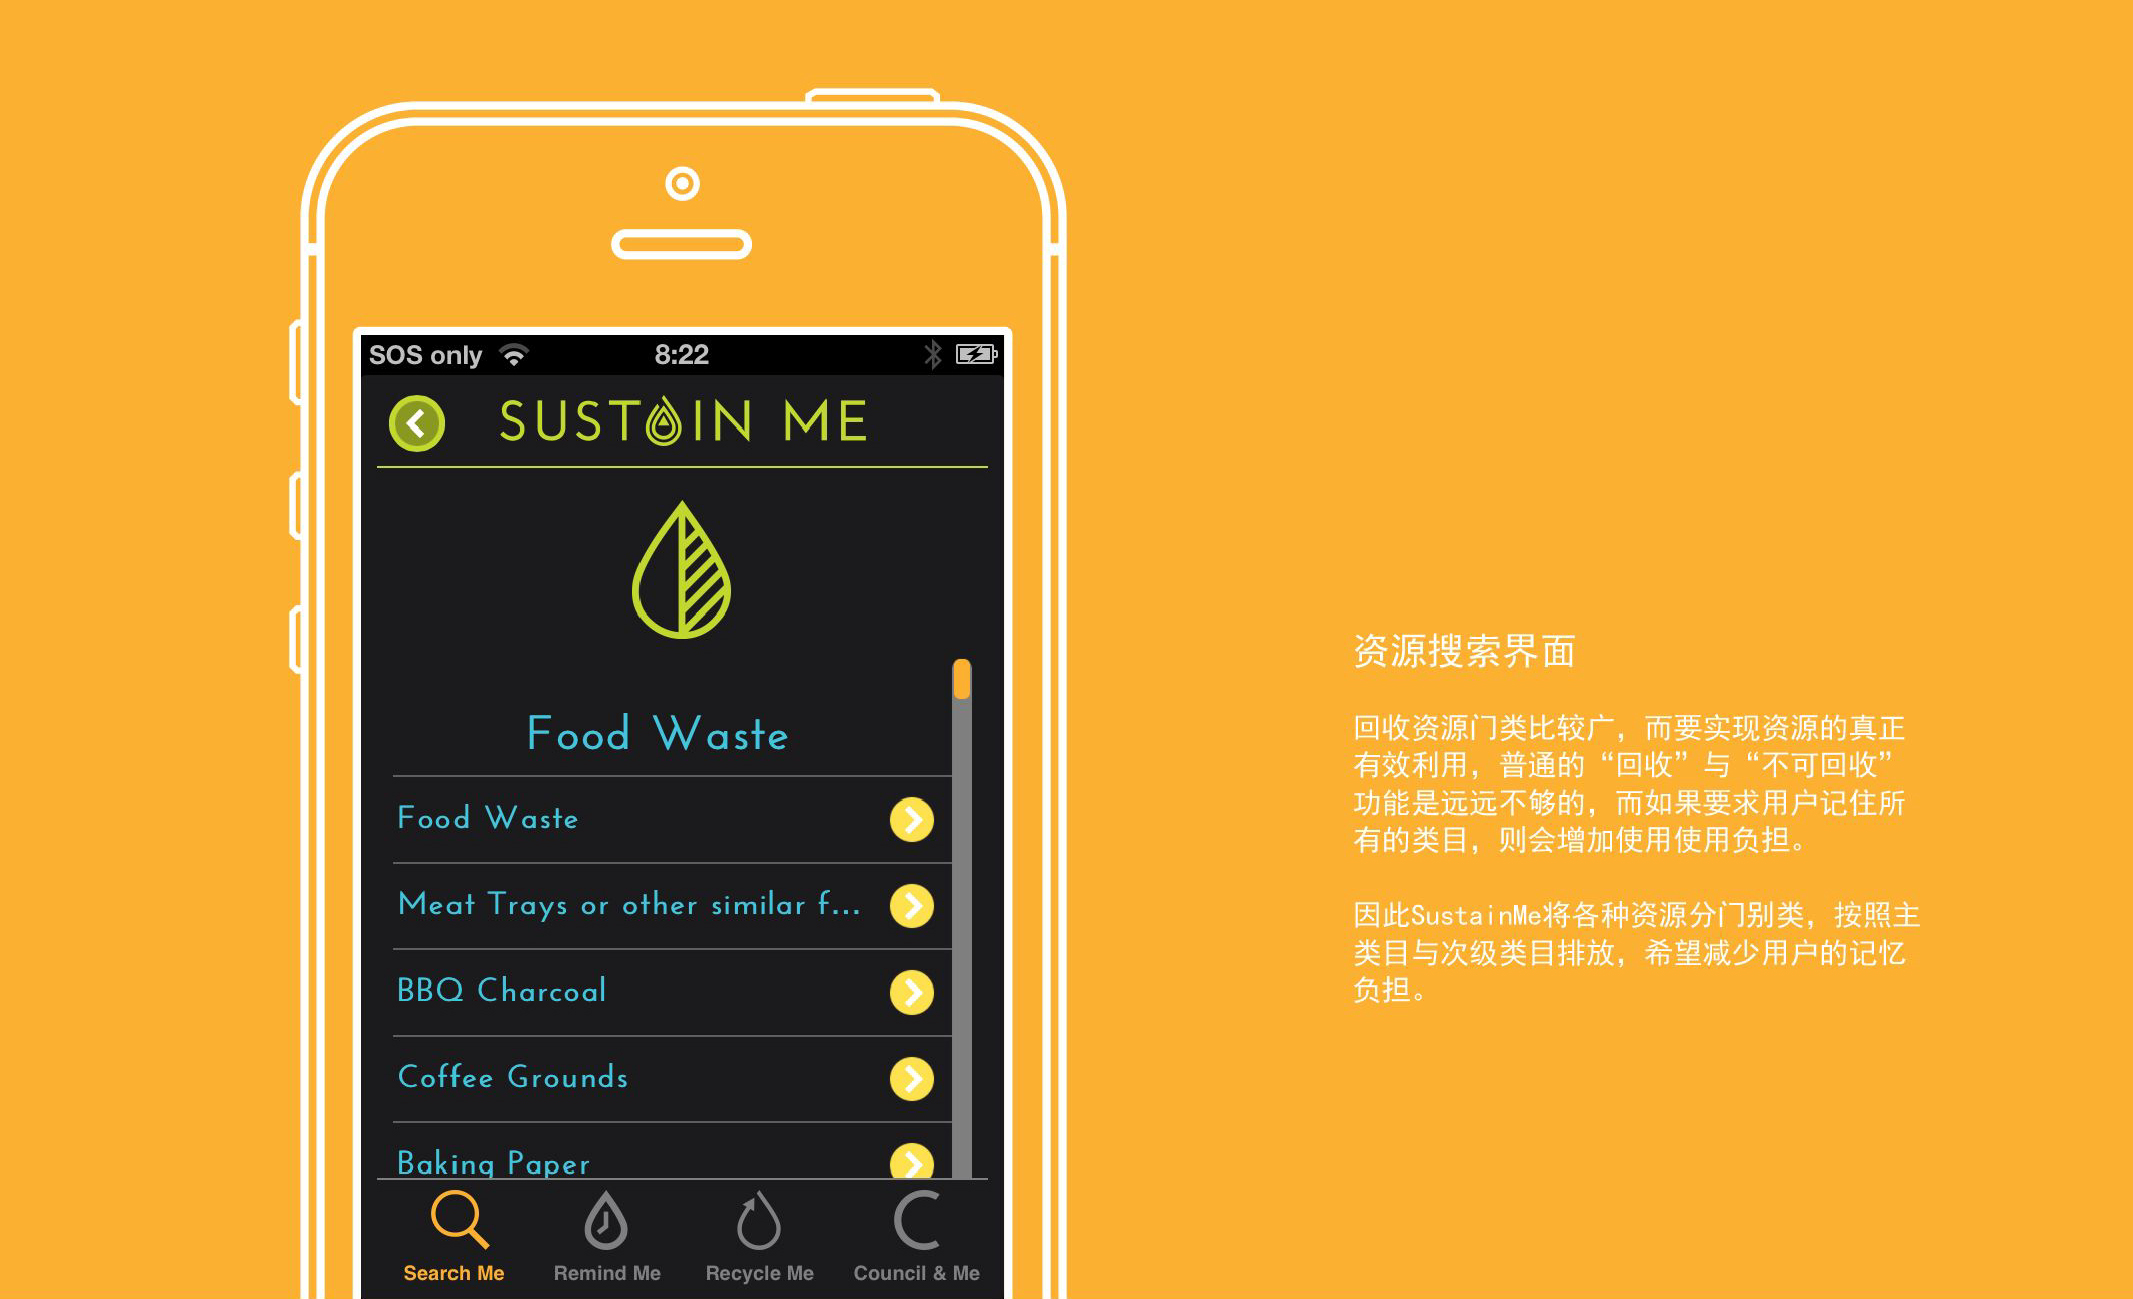 SOS only
8:22
SUSTAIN ME
Food Waste
Food Waste
Meat Trays or other similar f...
BBQ Charcoal
Coffee Grounds
Baking Paper
Search Me
Remind Me
Recycle Me
Council & Me
资源搜索界面
回收资源门类比较广，而要实现资源的真正
有效利用，普通的“回收”与“不可回收”
功能是远远不够的，而如果要求用户记住所
有的类目，则会增加使用使用负担。
因此SustainMe将各种资源分门别类，按照主
类目与次级类目排放，希望减少用户的记忆
负担。